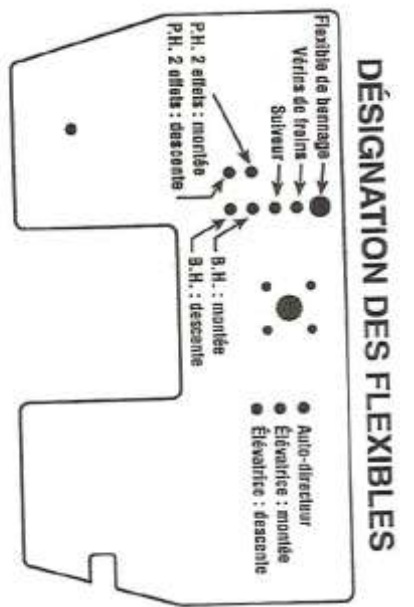 DÉSIGNATION DES FLEXIBLES
Flexible de bennage
Vérins de freins
Suiveur
P.H. 2 effets : montée
P.H. 2 effets : descente
B.H. : montée
B.H. : descente
Auto-directeur
Élévatrice : montée
Élévatrice : descente